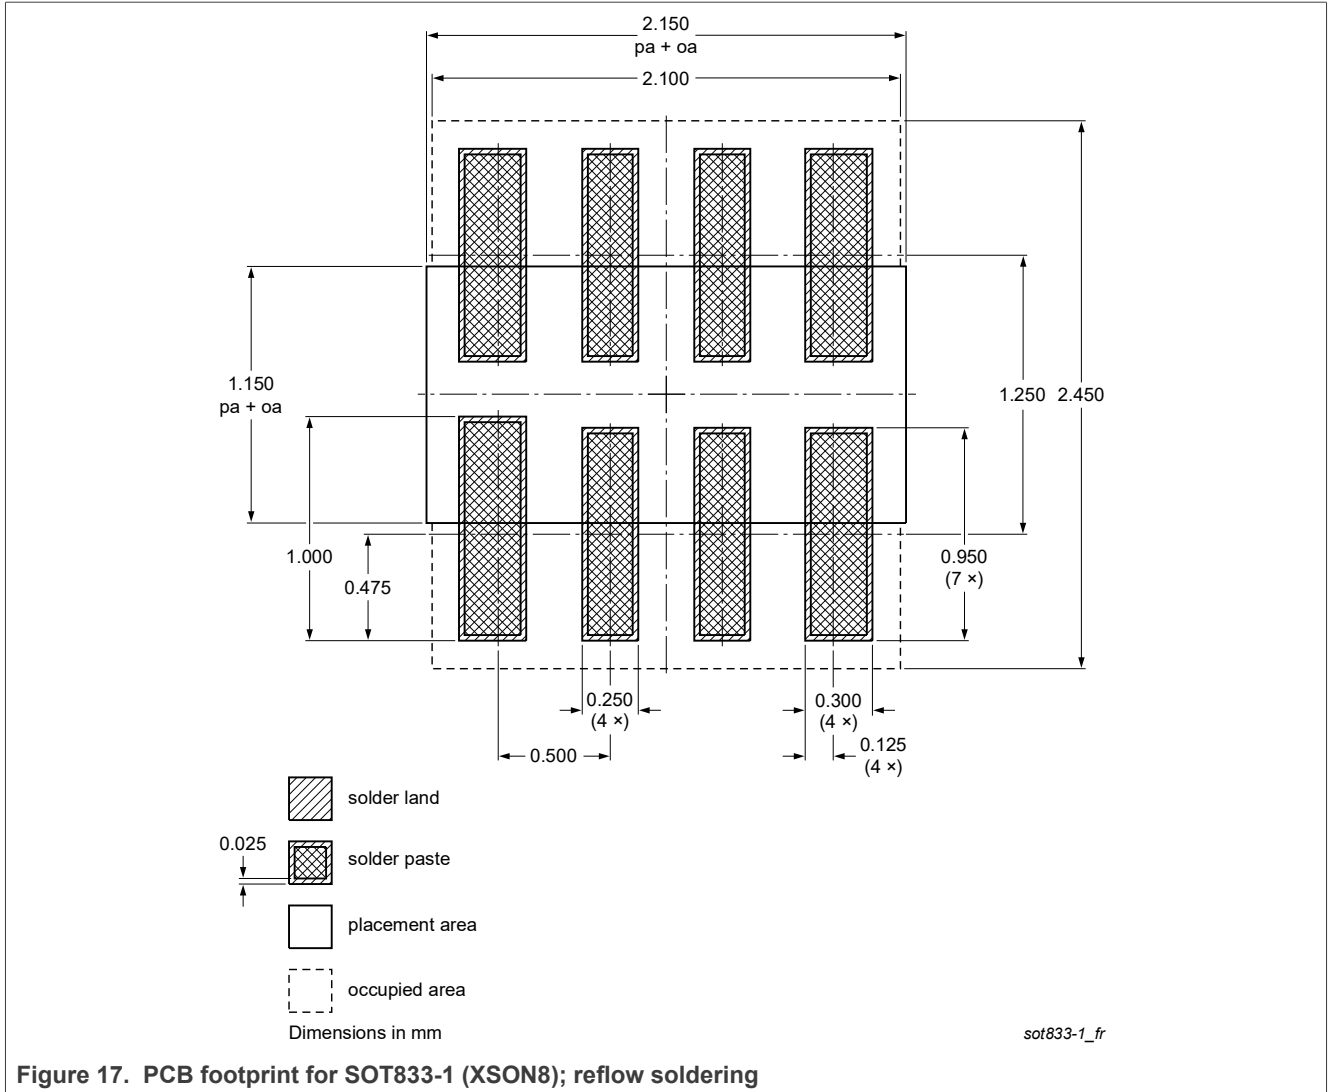 2.150
pa + oa
2.100
1.150
pa + oa
1.250
2.450
1.000
0.475
0.950
(7 ×)
0.250
(4 ×)
0.300
(4 ×)
0.500
0.125
(4 ×)
solder land
0.025
solder paste
placement area
occupied area
Dimensions in mm
sot833-1_fr
Figure 17. PCB footprint for SOT833-1 (XSON8); reflow soldering